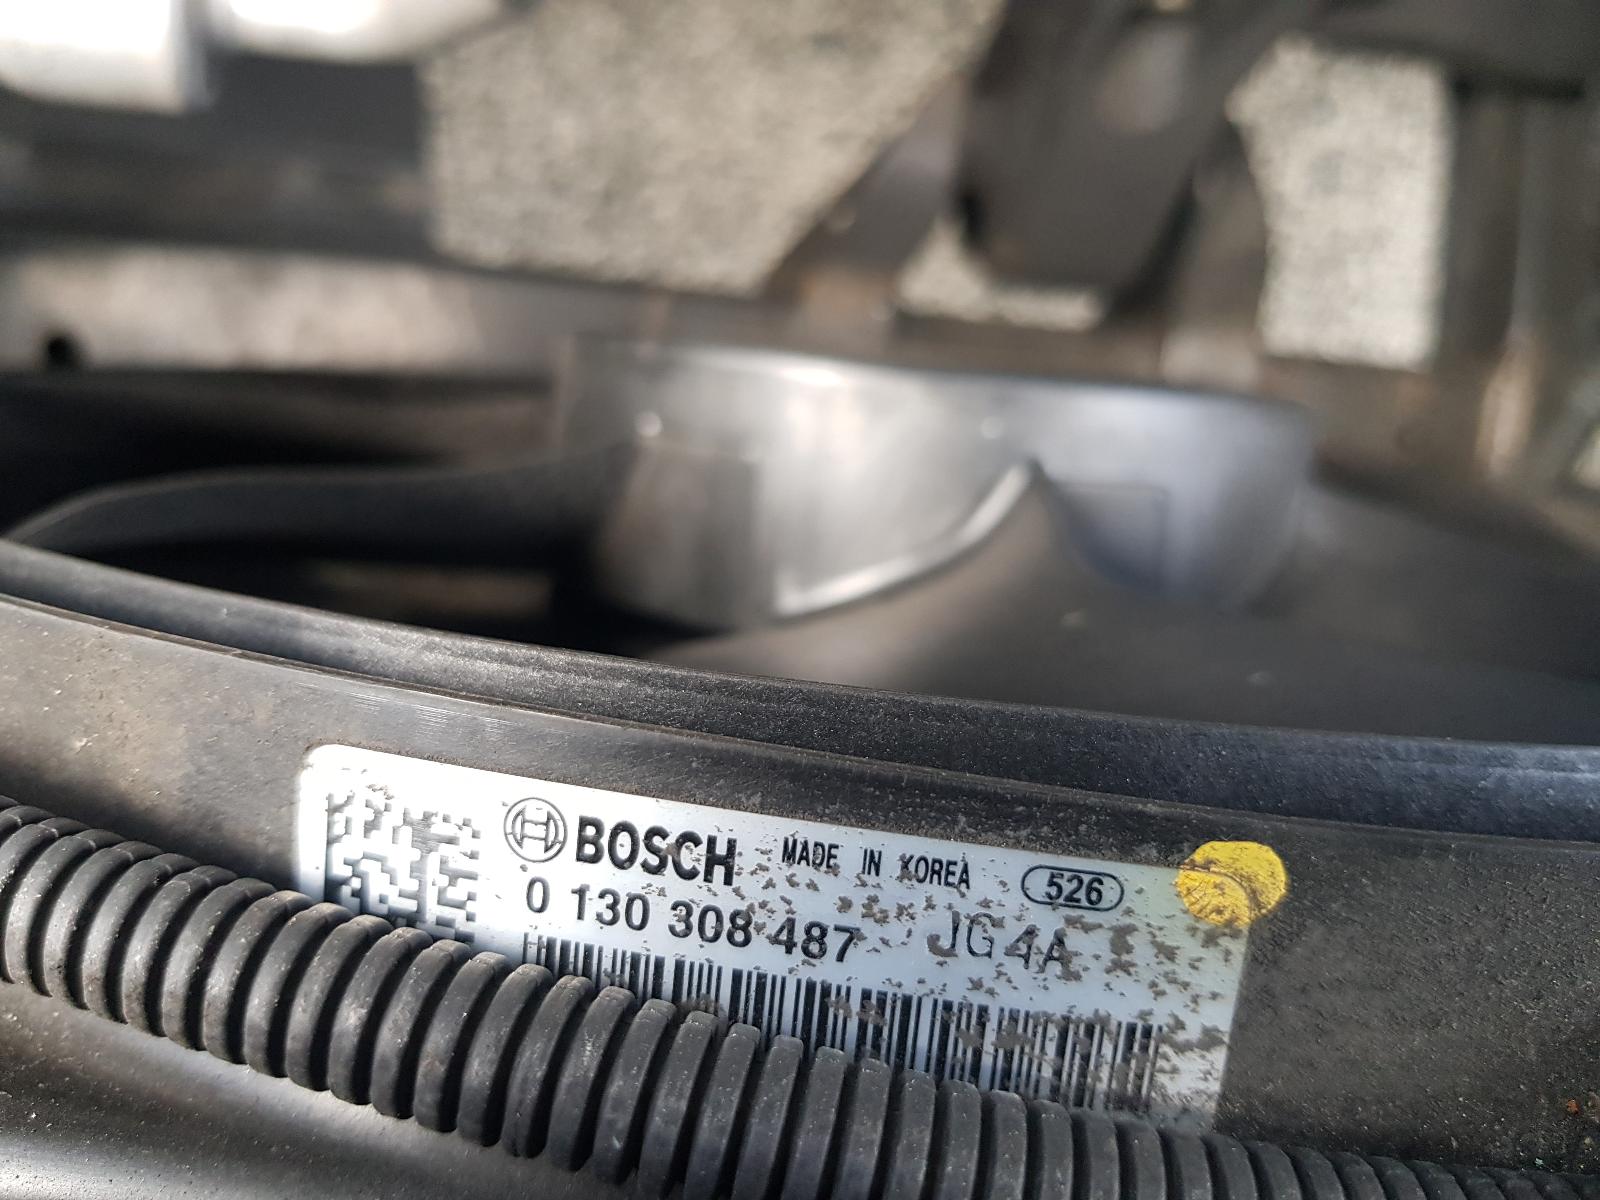 BOSCH MADE IN KOREA 526
0 130 308 487 JG4A